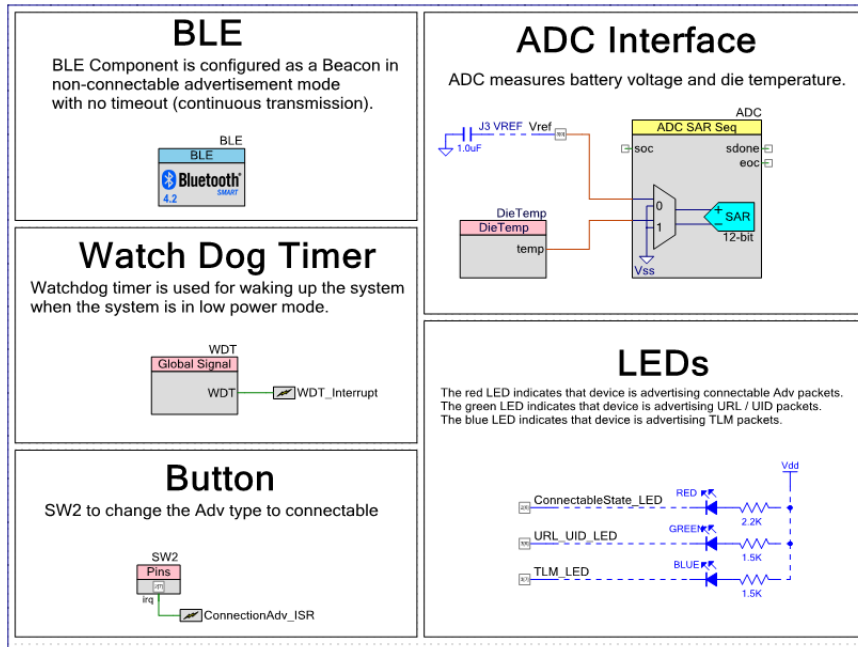 BLE
BLE Component is configured as a Beacon in
non-connectable advertisement mode
with no timeout (continuous transmission).
BLE
BLE
Bluetooth®
SMART
4.2
Watch Dog Timer
Watchdog timer is used for waking up the system
when the system is in low power mode.
WDT
Global Signal
WDT
WDT_Interrupt
Button
SW2 to change the Adv type to connectable
SW2
Pins
irq
ConnectionAdv_ISR
ADC Interface
ADC measures battery voltage and die temperature.
J3 VREF Vref
1.0uF
ADC
ADC SAR Seq
soc
sdone
eoc
0
1
SAR
12-bit
Vss
DieTemp
DieTemp
temp
LEDs
The red LED indicates that device is advertising connectable Adv packets.
The green LED indicates that device is advertising URL / UID packets.
The blue LED indicates that device is advertising TLM packets.
Vdd
ConnectableState_LED
RED
2.2K
URL_UID_LED
GREEN
1.5K
TLM_LED
BLUE
1.5K